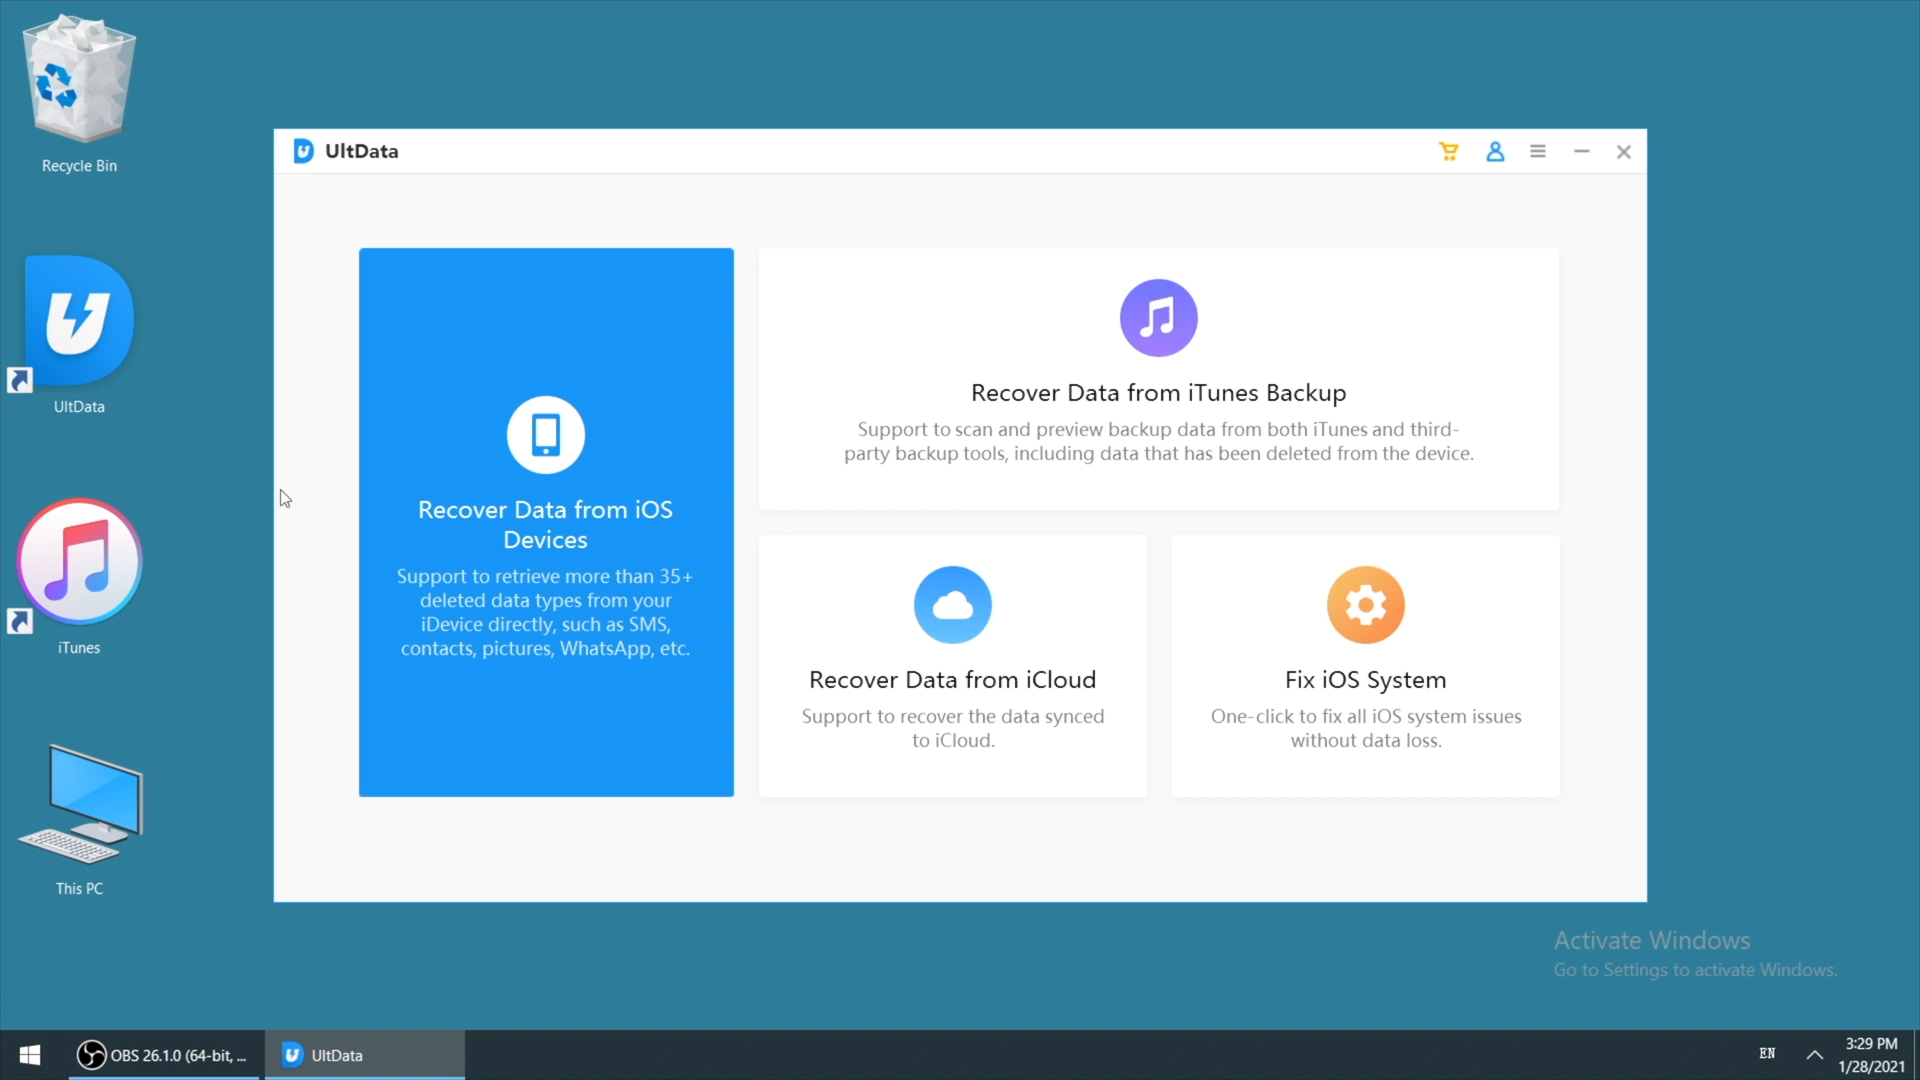 Recycle Bin
UltData
iTunes
This PC
UltData
Recover Data from iOS
Devices
Support to retrieve more than 35+
deleted data types from your
iDevice directly, such as SMS,
contacts, pictures, WhatsApp, etc.
Recover Data from iTunes Backup
Support to scan and preview backup data from both iTunes and third-
party backup tools, including data that has been deleted from the device.
Recover Data from iCloud
Support to recover the data synced
to iCloud.
Fix iOS System
One-click to fix all iOS system issues
without data loss.
Activate Windows
Go to Settings to activate Windows.
OBS 26.1.0 (64-bit, ...
UltData
EN
3:29 PM
1/28/2021